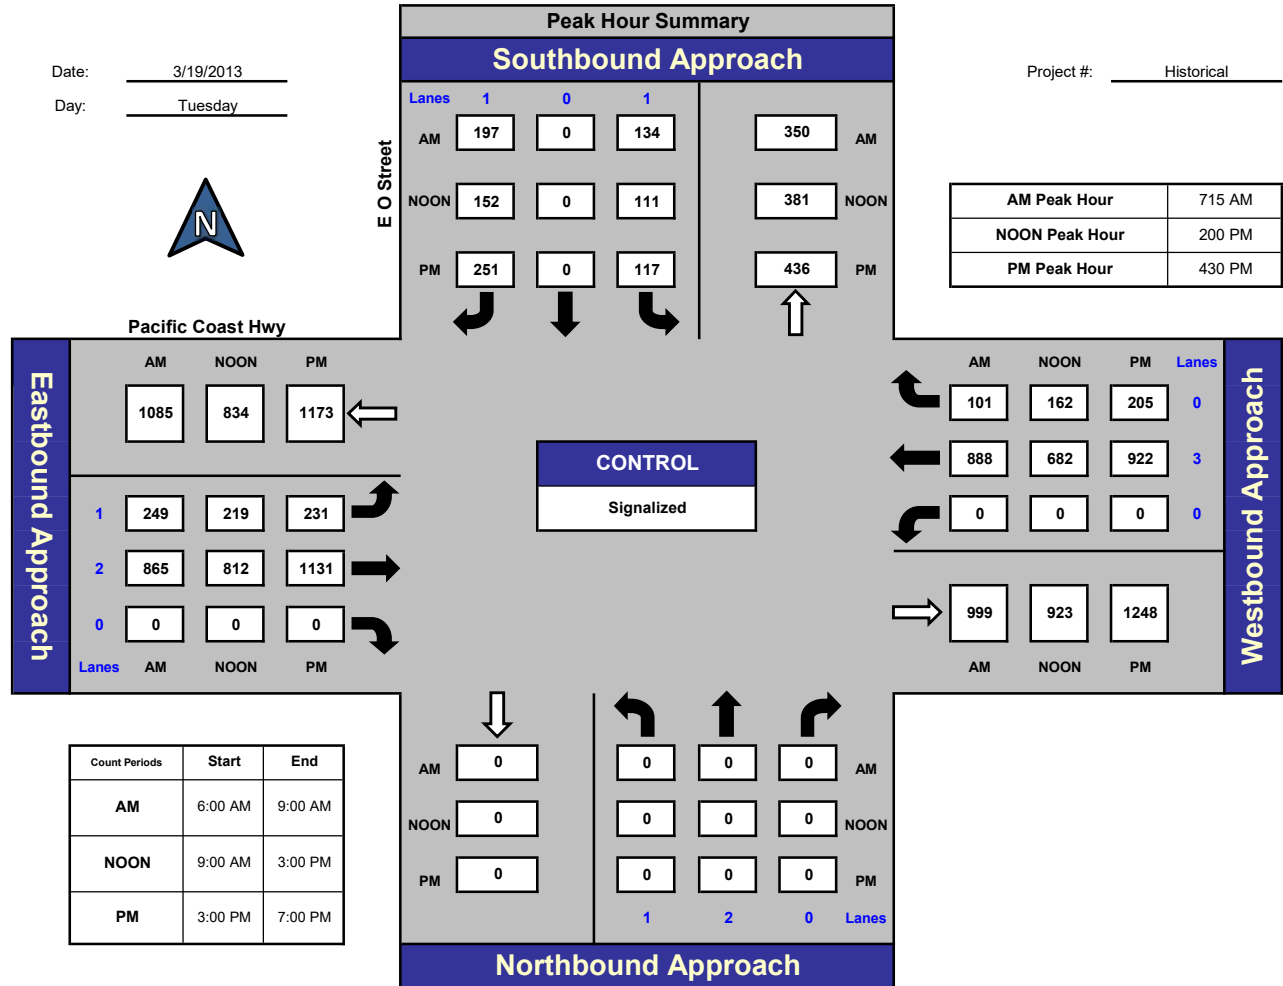 Peak Hour Summary
Southbound Approach
Date: 3/19/2013
Project #: Historical
Day: Tuesday
Lanes 1 0 1
AM 197 0 134 350 AM
E O Street
NOON 152 0 111 381 NOON
PM 251 0 117 436 PM
N
AM Peak Hour 715 AM
NOON Peak Hour 200 PM
PM Peak Hour 430 PM
Pacific Coast Hwy
Eastbound Approach
AM NOON PM
1085 834 1173
1 249 219 231
2 865 812 1131
0 0 0 0
Lanes AM NOON PM
CONTROL
Signalized
AM NOON PM Lanes
101 162 205 0
888 682 922 3
0 0 0 0
999 923 1248
AM NOON PM
Westbound Approach
Count Periods Start End
AM 6:00 AM 9:00 AM
NOON 9:00 AM 3:00 PM
PM 3:00 PM 7:00 PM
AM 0 0 0 0 AM
NOON 0 0 0 0 NOON
PM 0 0 0 0 PM
1 2 0 Lanes
Northbound Approach